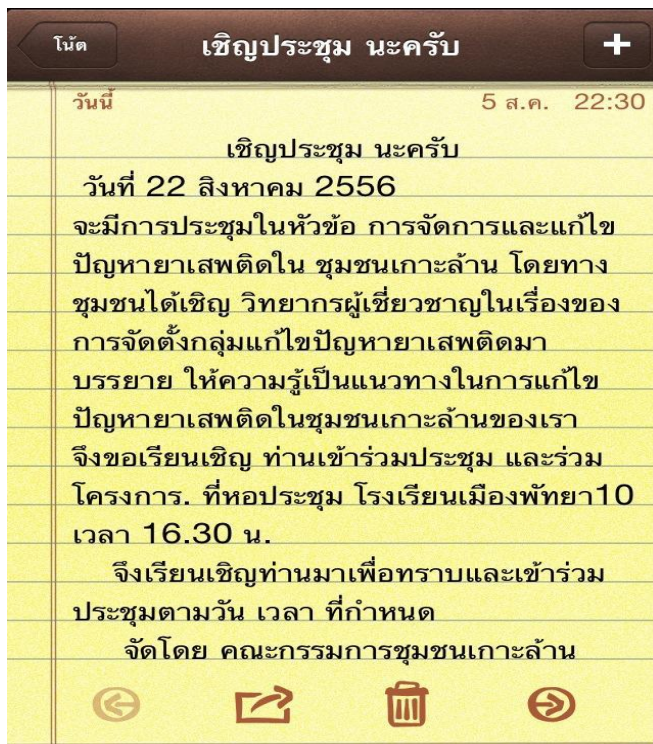 โน้ต เชิญประชุม นะครับ +
วันนี้ 5 ส.ค. 22:30
เชิญประชุม นะครับ
วันที่ 22 สิงหาคม 2556
จะมีการประชุมในหัวข้อ การจัดการและแก้ไข
ปัญหายาเสพติดใน ชุมชนเกาะล้าน โดยทาง
ชุมชนได้เชิญ วิทยากรผู้เชี่ยวชาญในเรื่องของ
การจัดตั้งกลุ่มแก้ไขปัญหายาเสพติดมา
บรรยาย ให้ความรู้เป็นแนวทางในการแก้ไข
ปัญหายาเสพติดในชุมชนเกาะล้านของเรา
จึงขอเรียนเชิญ ท่านเข้าร่วมประชุม และร่วม
โครงการ. ที่หอประชุม โรงเรียนเมืองพัทยา10
เวลา 16.30 น.
จึงเรียนเชิญท่านมาเพื่อทราบและเข้าร่วม
ประชุมตามวัน เวลา ที่กำหนด
จัดโดย คณะกรรมการชุมชนเกาะล้าน